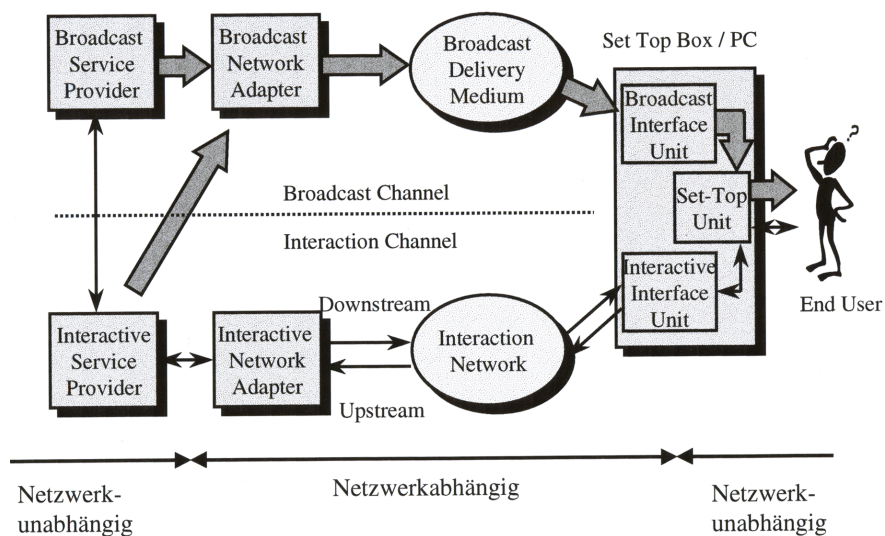 Broadcast
Service
Provider
Broadcast
Network
Adapter
Broadcast
Delivery
Medium
Set Top Box / PC
Broadcast
Interface
Unit
?
Set-Top
Unit
Broadcast Channel
Interaction Channel
Interactive
Interface
Unit
End User
Downstream
Interactive
Service
Provider
Interactive
Network
Adapter
Interaction
Network
Upstream
Netzwerk-
unabhängig
Netzwerkabhängig
Netzwerk-
unabhängig